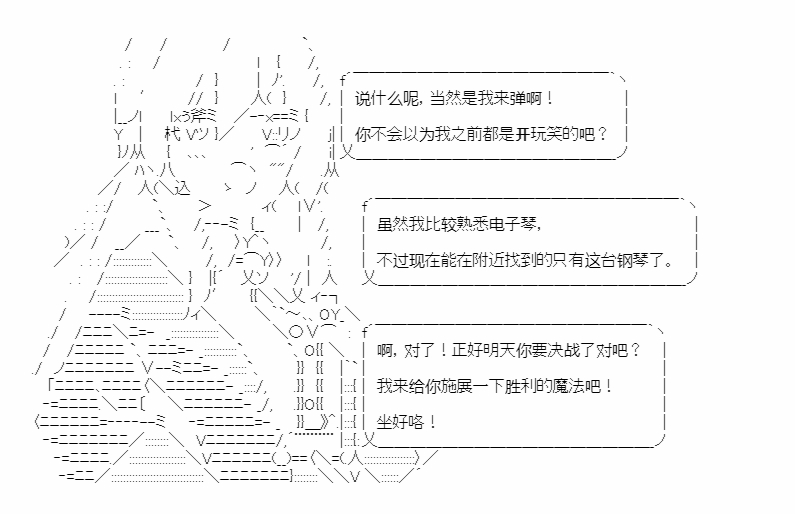 说什么呢，当然是我来弹啊！
你不会以为我之前都是开玩笑的吧？
虽然我比较熟悉电子琴，
不过现在能在附近找到的只有这台钢琴了。
啊，对了！正好明天你要决战了对吧？
我来给你施展一下胜利的魔法吧！
坐好咯！